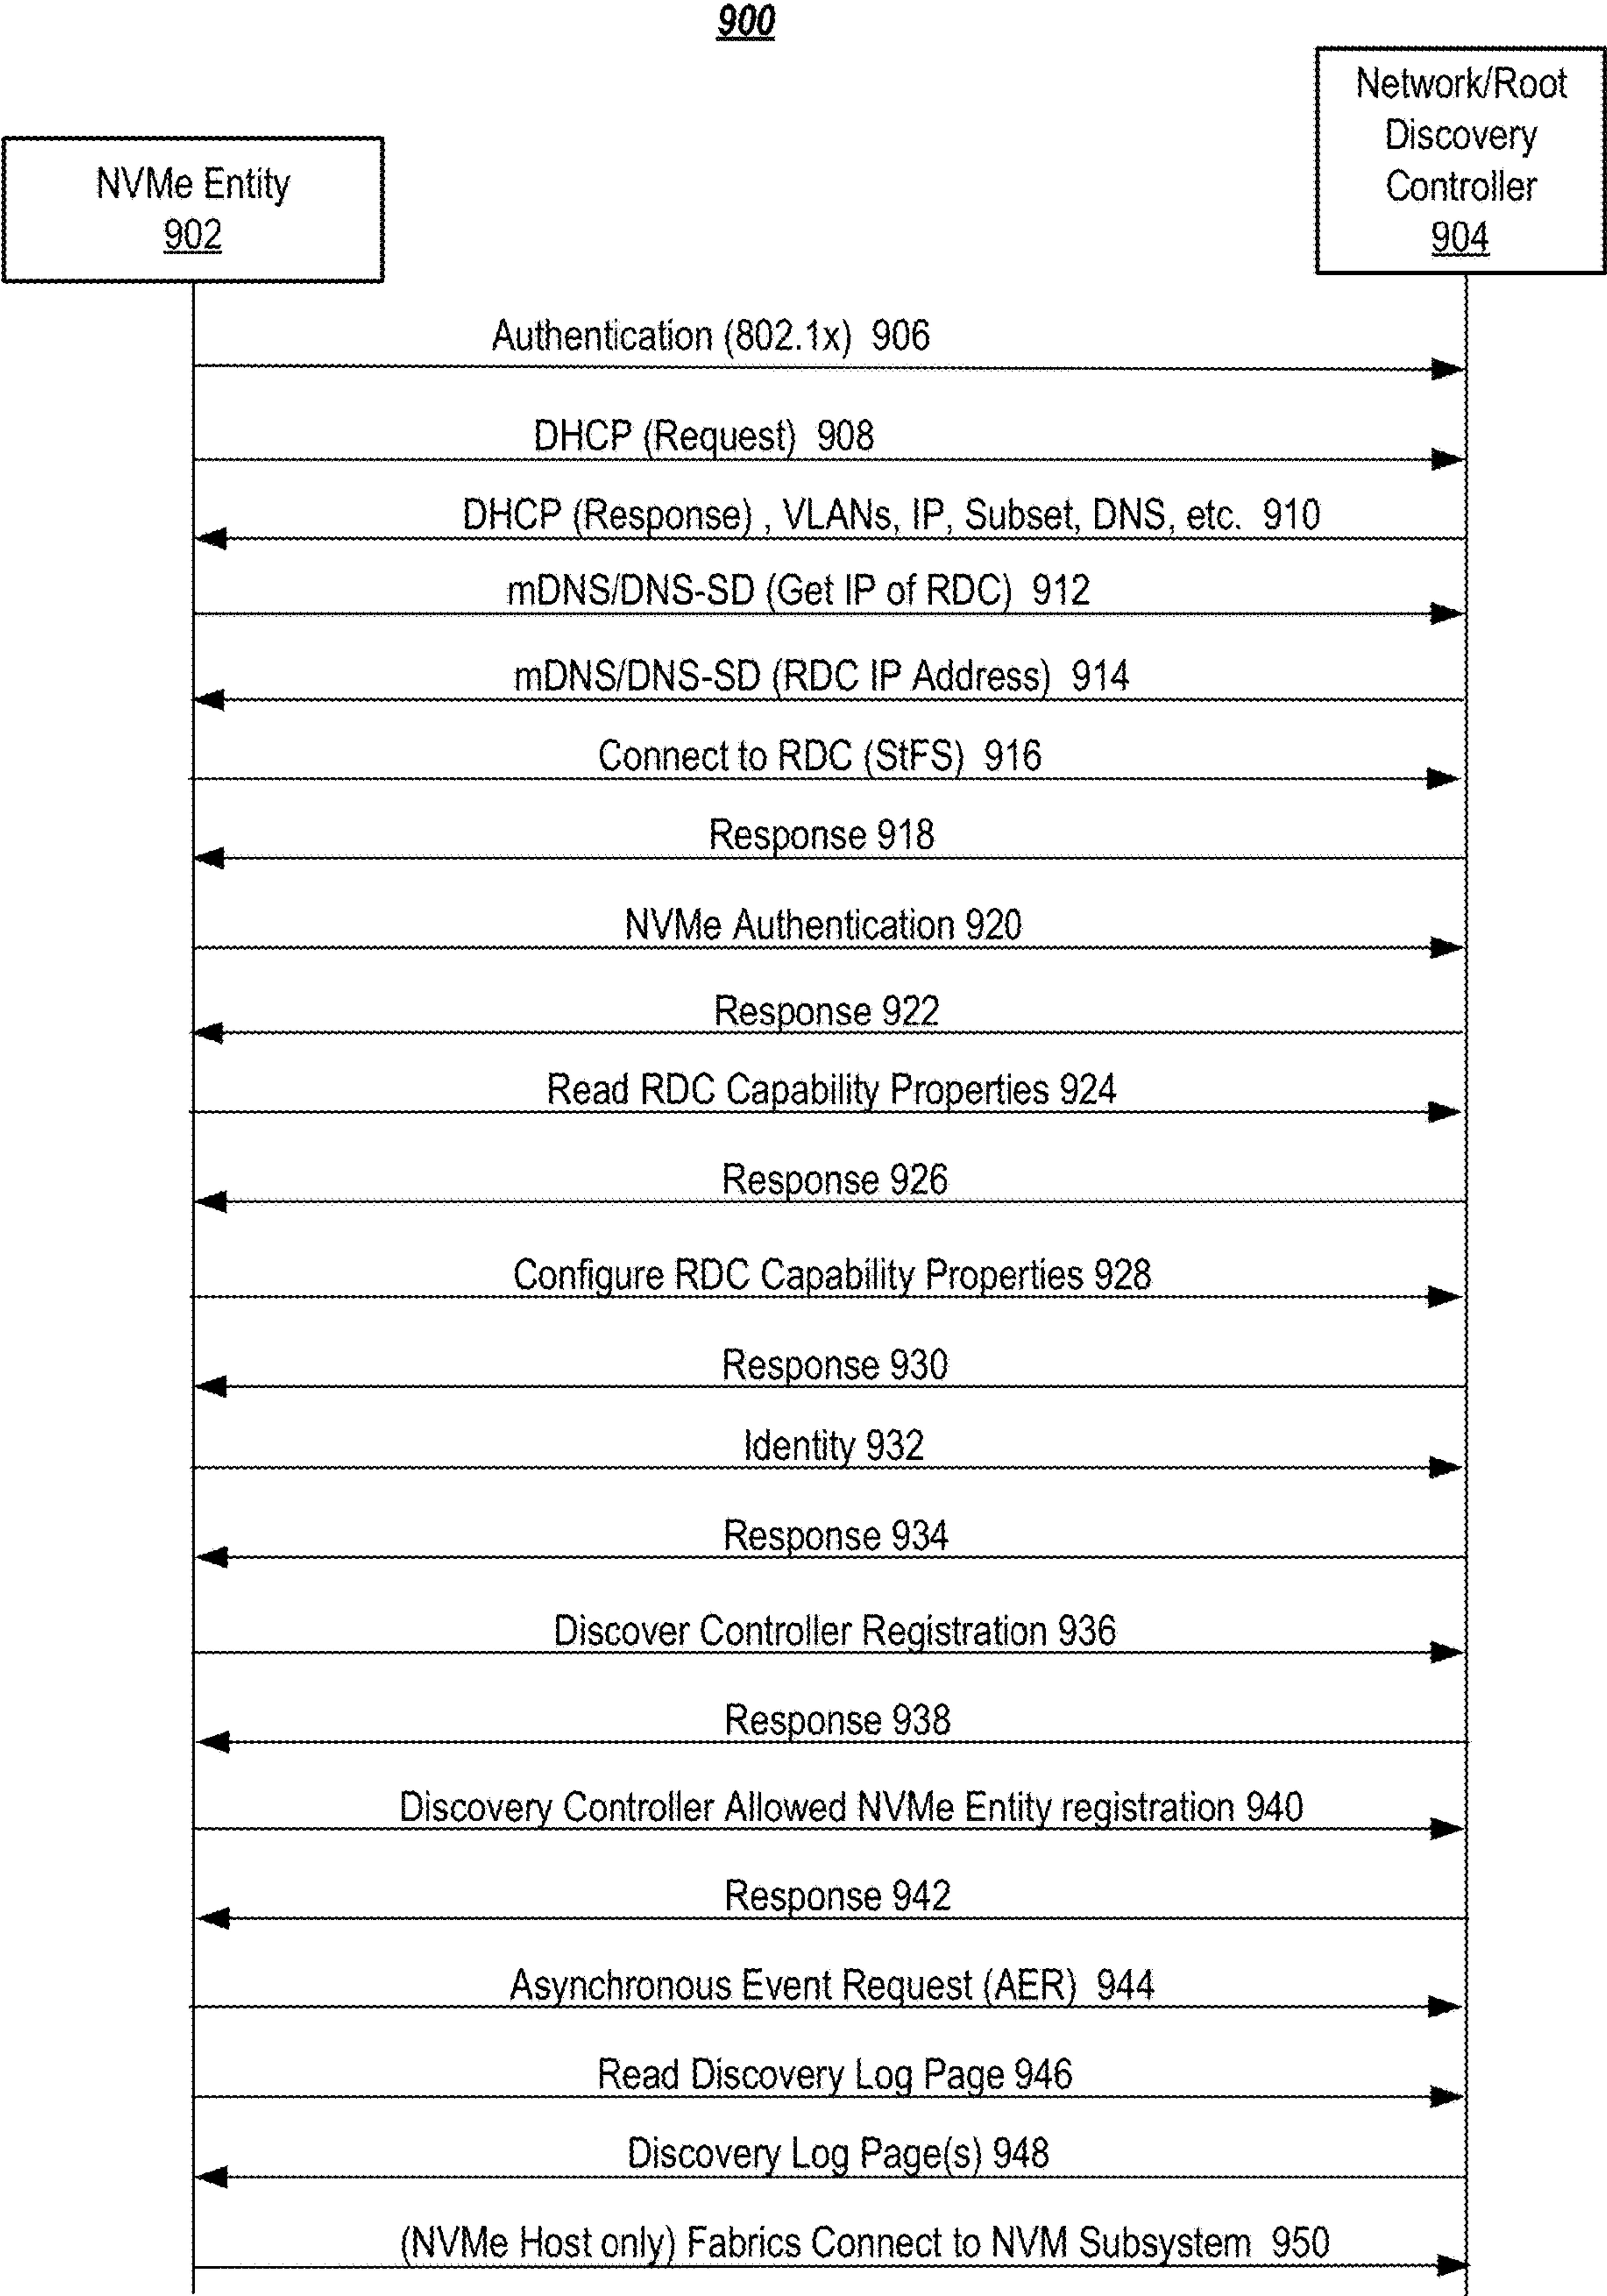 900
Network/Root
Discovery
Controller
904
NVMe Entity
902
Authentication (802.1x) 906
DHCP (Request) 908
DHCP (Response) , VLANs, IP, Subset, DNS, etc. 910
mDNS/DNS-SD (Get IP of RDC) 912
mDNS/DNS-SD (RDC IP Address) 914
Connect to RDC (StFS) 916
Response 918
NVMe Authentication 920
Response 922
Read RDC Capability Properties 924
Response 926
Configure RDC Capability Properties 928
Response 930
Identity 932
Response 934
Discover Controller Registration 936
Response 938
Discovery Controller Allowed NVMe Entity registration 940
Response 942
Asynchronous Event Request (AER) 944
Read Discovery Log Page 946
Discovery Log Page(s) 948
(NVMe Host only) Fabrics Connect to NVM Subsystem 950